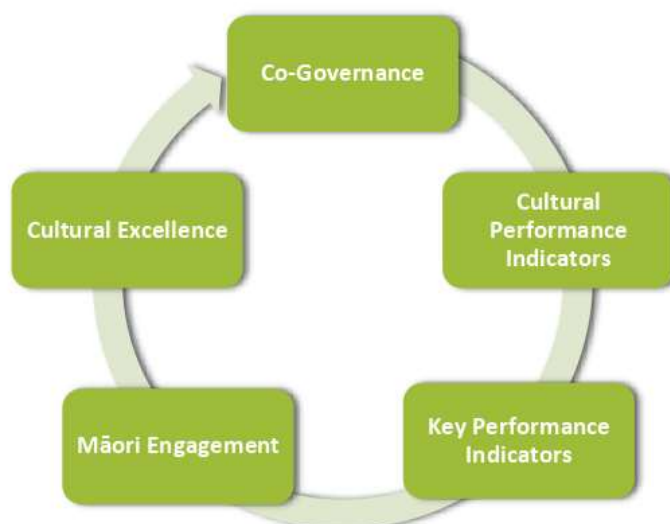 Co-Governance
Cultural
Performance
Indicators
Key Performance
Indicators
Māori Engagement
Cultural Excellence